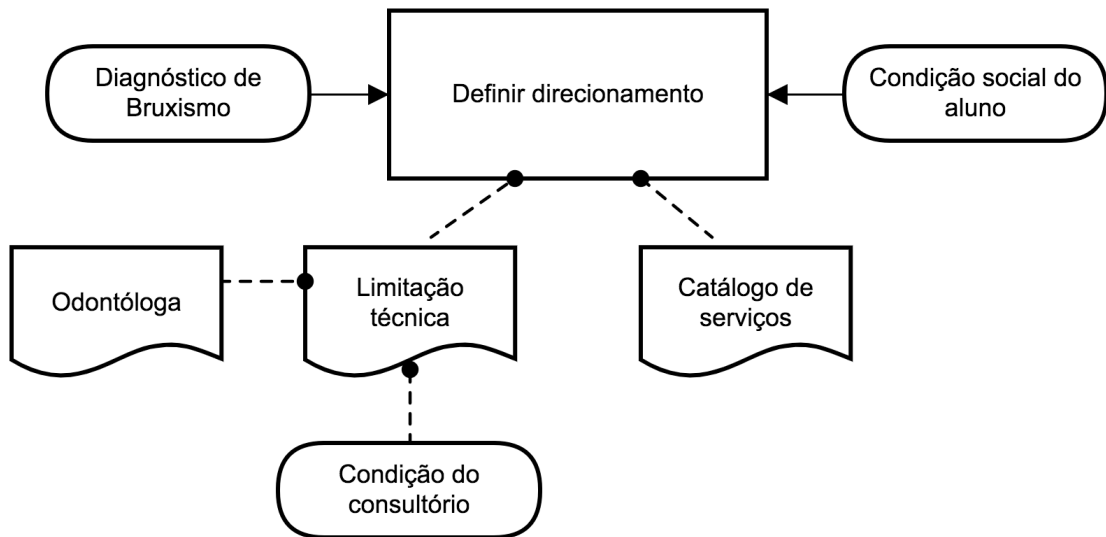 Diagnóstico de
Bruxismo
Definir direcionamento
Condição social do
aluno
Odontóloga
Limitação
técnica
Catálogo de
serviços
Condição do
consultório